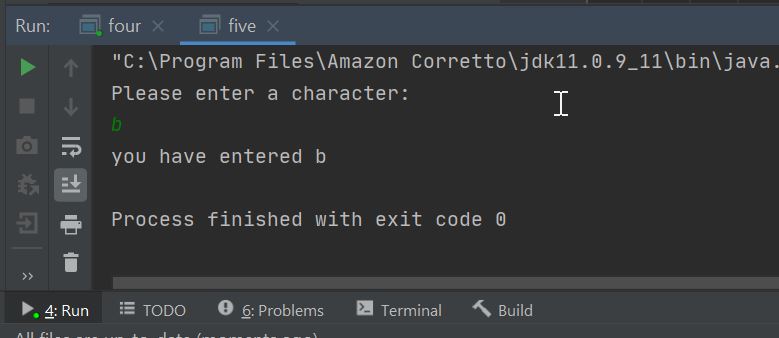 Run: four five
"C:\Program Files\Amazon Corretto\jdk11.0.9_11\bin\java.
Please enter a character:
b
you have entered b
Process finished with exit code 0
4: Run TODO 6: Problems Terminal Build
All files are up-to-date (moments ago)